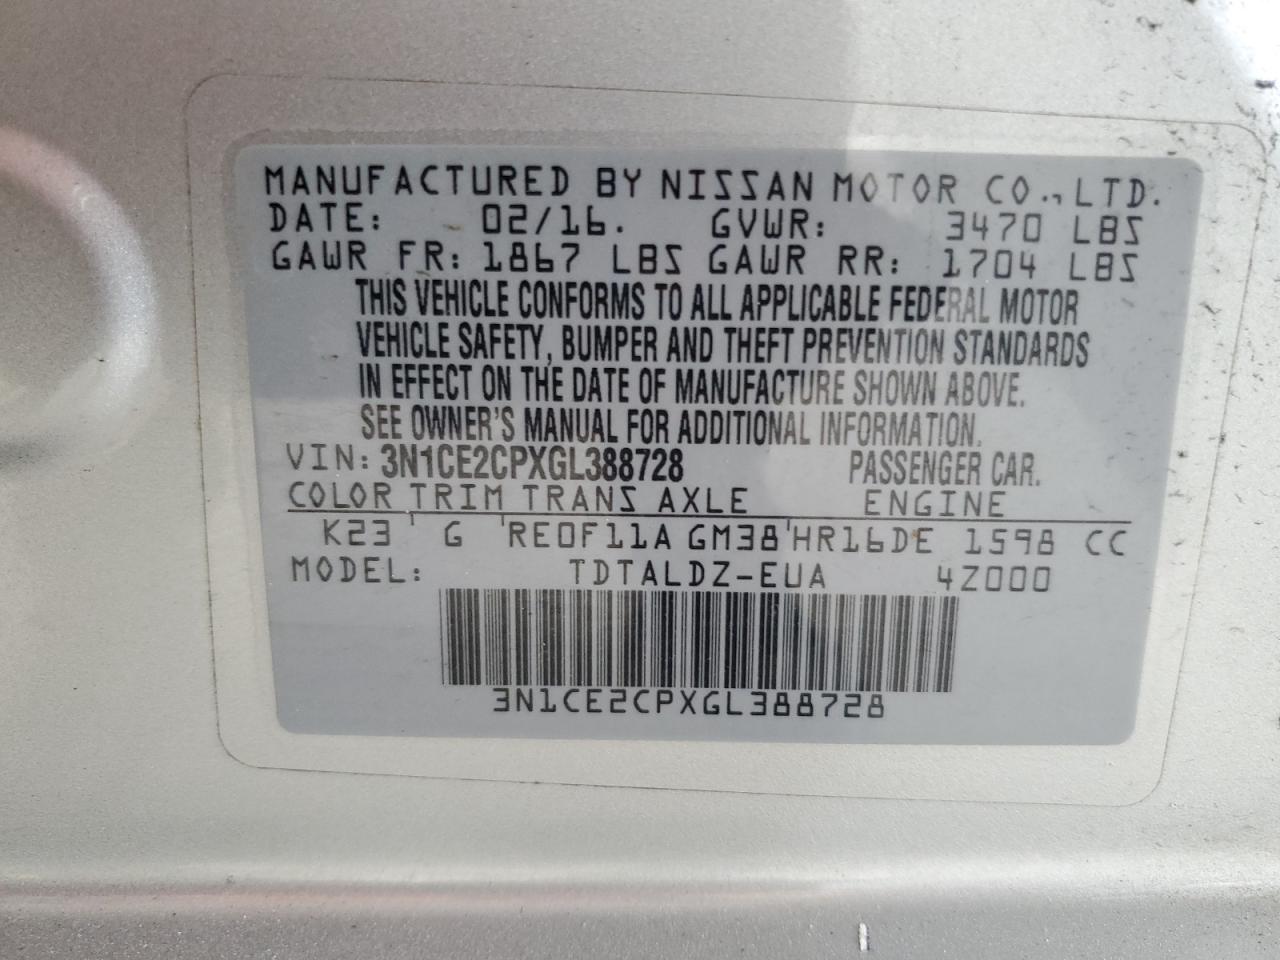 MANUFACTURED BY NISSAN MOTOR CO., LTD.
DATE: 02/16. GVWR: 3470 LBS
GAWR FR: 1867 LBS GAWR RR: 1704 LBS
THIS VEHICLE CONFORMS TO ALL APPLICABLE FEDERAL MOTOR
VEHICLE SAFETY, BUMPER AND THEFT PREVENTION STANDARDS
IN EFFECT ON THE DATE OF MANUFACTURE SHOWN ABOVE.
SEE OWNER'S MANUAL FOR ADDITIONAL INFORMATION.
VIN: 3N1CE2CPXGL388728 PASSENGER CAR.
COLOR TRIM TRANS AXLE ENGINE
K23 G RE0F11A GM38 HR16DE 1598 CC
MODEL: TDTALDZ-EUA 4Z000
3N1CE2CPXGL388728